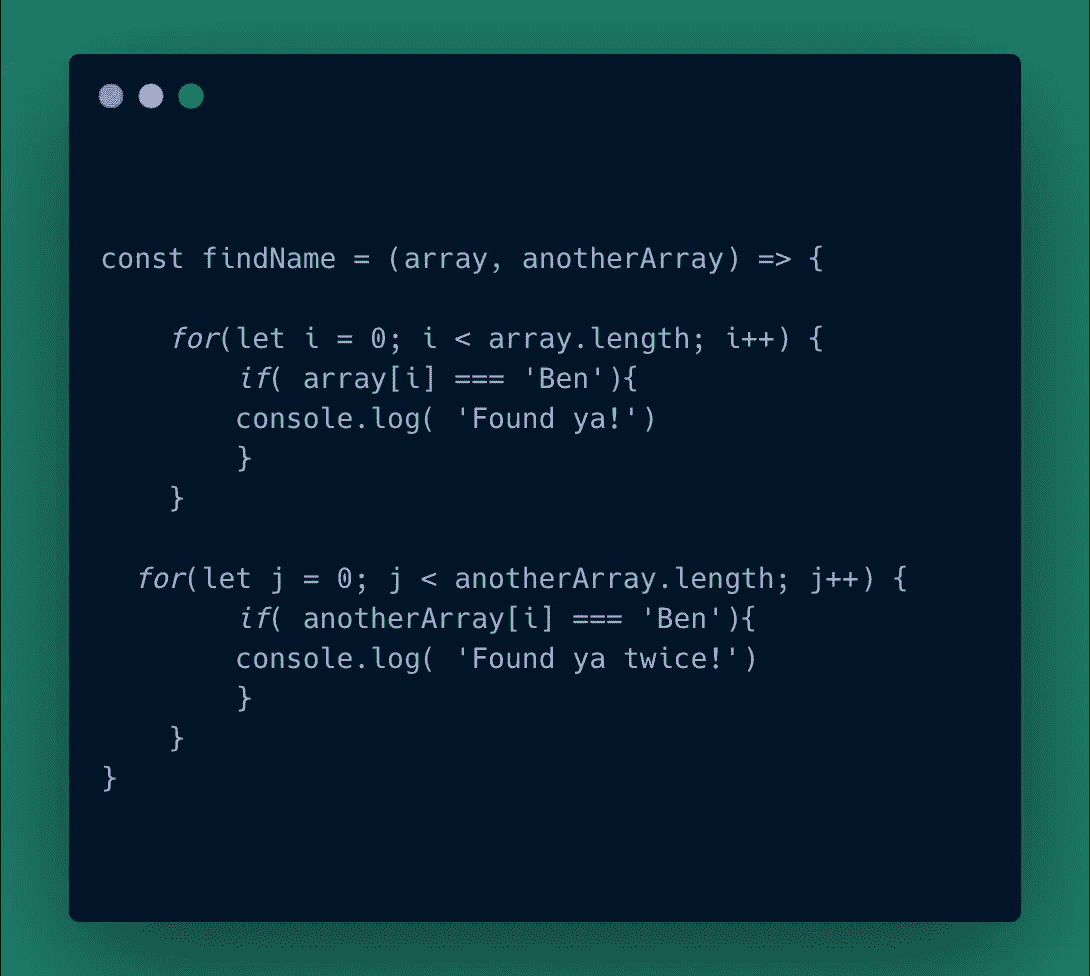 const findName = (array, anotherArray) => {
for(let i = 0; i < array.length; i++) {
if( array[i] === 'Ben'){
console.log( 'Found ya!')
}
}
for(let j = 0; j < anotherArray.length; j++) {
if( anotherArray[i] === 'Ben'){
console.log( 'Found ya twice!')
}
}
}